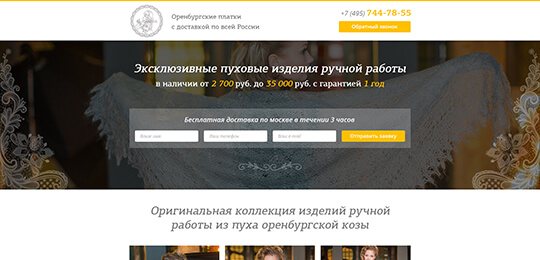 Оренбургские платки
с доставкой по всей России
+7 (495) 744-78-55
Обратный звонок
Эксклюзивные пуховые изделия ручной работы
в наличии от 2 700 руб. до 35 000 руб. с гарантией 1 год
Бесплатная доставка по москве в течении 3 часов
Ваше имя
Ваш телефон
Ваш e-mail
Отправить заявку
Оригинальная коллекция изделий ручной
работы из пуха оренбургской козы